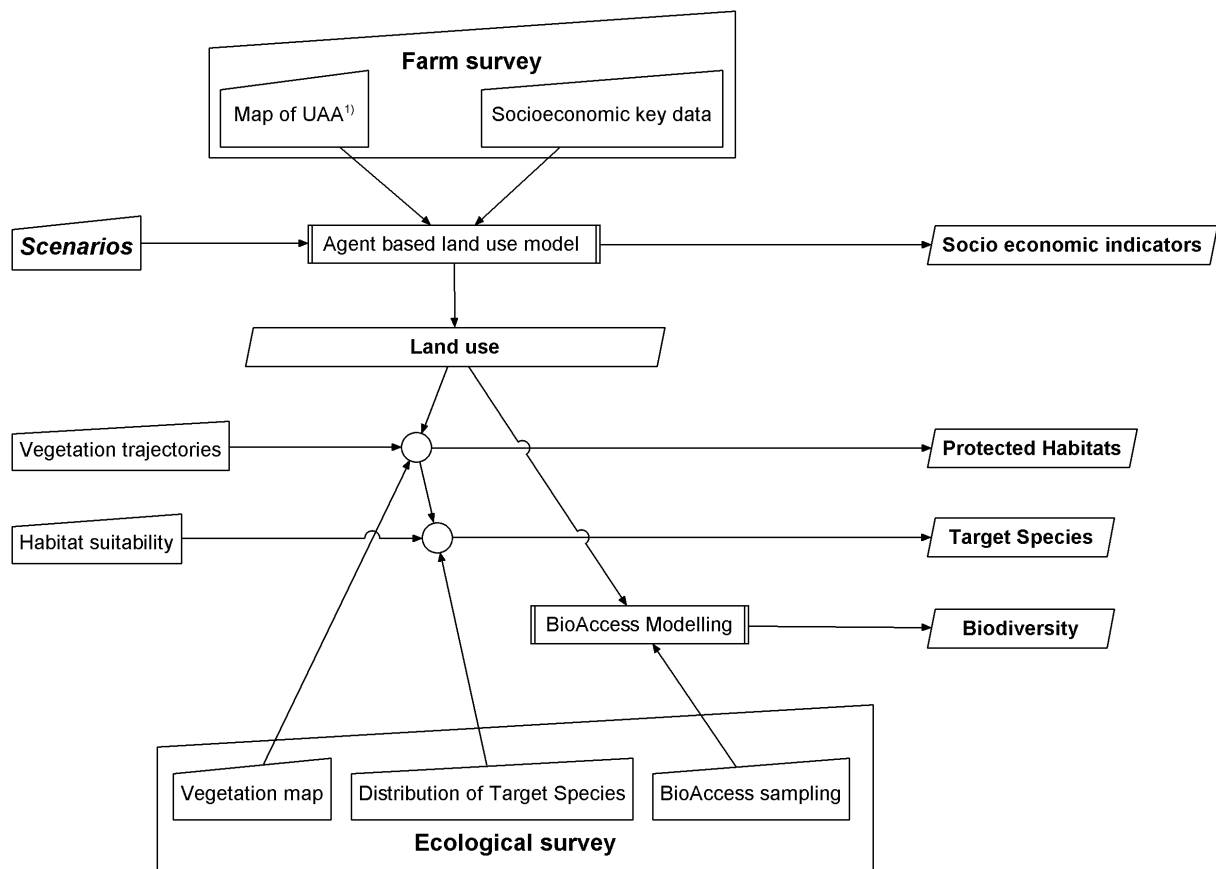 Farm survey
Map of UAA¹⁾
Socioeconomic key data
Scenarios
Agent based land use model
Socio economic indicators
Land use
Vegetation trajectories
Protected Habitats
Habitat suitability
Target Species
BioAccess Modelling
Biodiversity
Vegetation map
Distribution of Target Species
BioAccess sampling
Ecological survey